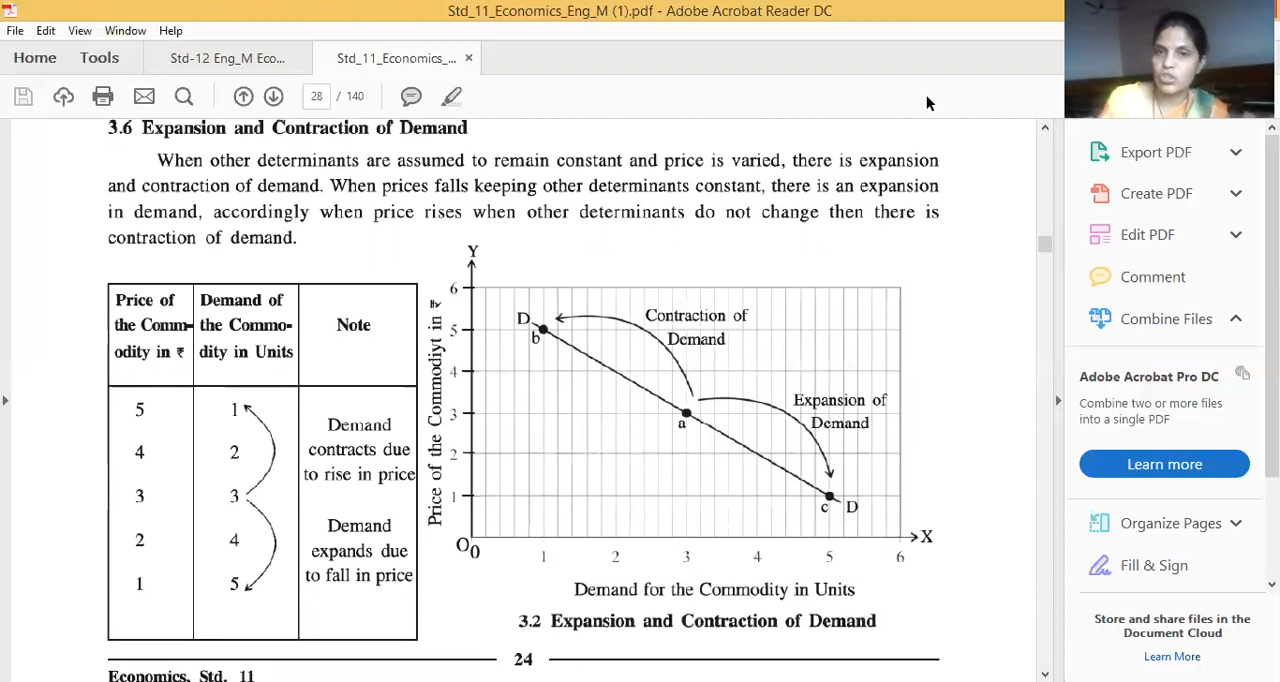 Std_11_Economics_Eng_M (1).pdf - Adobe Acrobat Reader DC
File Edit View Window Help
Home Tools Std-12 Eng_M Eco... Std_11_Economics_... ×
28 / 140
3.6 Expansion and Contraction of Demand
When other determinants are assumed to remain constant and price is varied, there is expansion
and contraction of demand. When prices falls keeping other determinants constant, there is an expansion
in demand, accordingly when price rises when other determinants do not change then there is
contraction of demand.
Price of
the Comm-
odity in ₹
Demand of
the Commo-
dity in Units
Note
5 1
4 2
3 3
2 4
1 5
Demand
contracts due
to rise in price
Demand
expands due
to fall in price
Y
Price of the Commodiyt in ₹
6
5
4
3
2
1
O
0 1 2 3 4 5 6
X
D
b
Contraction of
Demand
a
Expansion of
Demand
c D
Demand for the Commodity in Units
3.2 Expansion and Contraction of Demand
24
Economics, Std. 11
Export PDF
Create PDF
Edit PDF
Comment
Combine Files
Adobe Acrobat Pro DC
Combine two or more files
into a single PDF
Learn more
Organize Pages
Fill & Sign
Store and share files in the
Document Cloud
Learn More